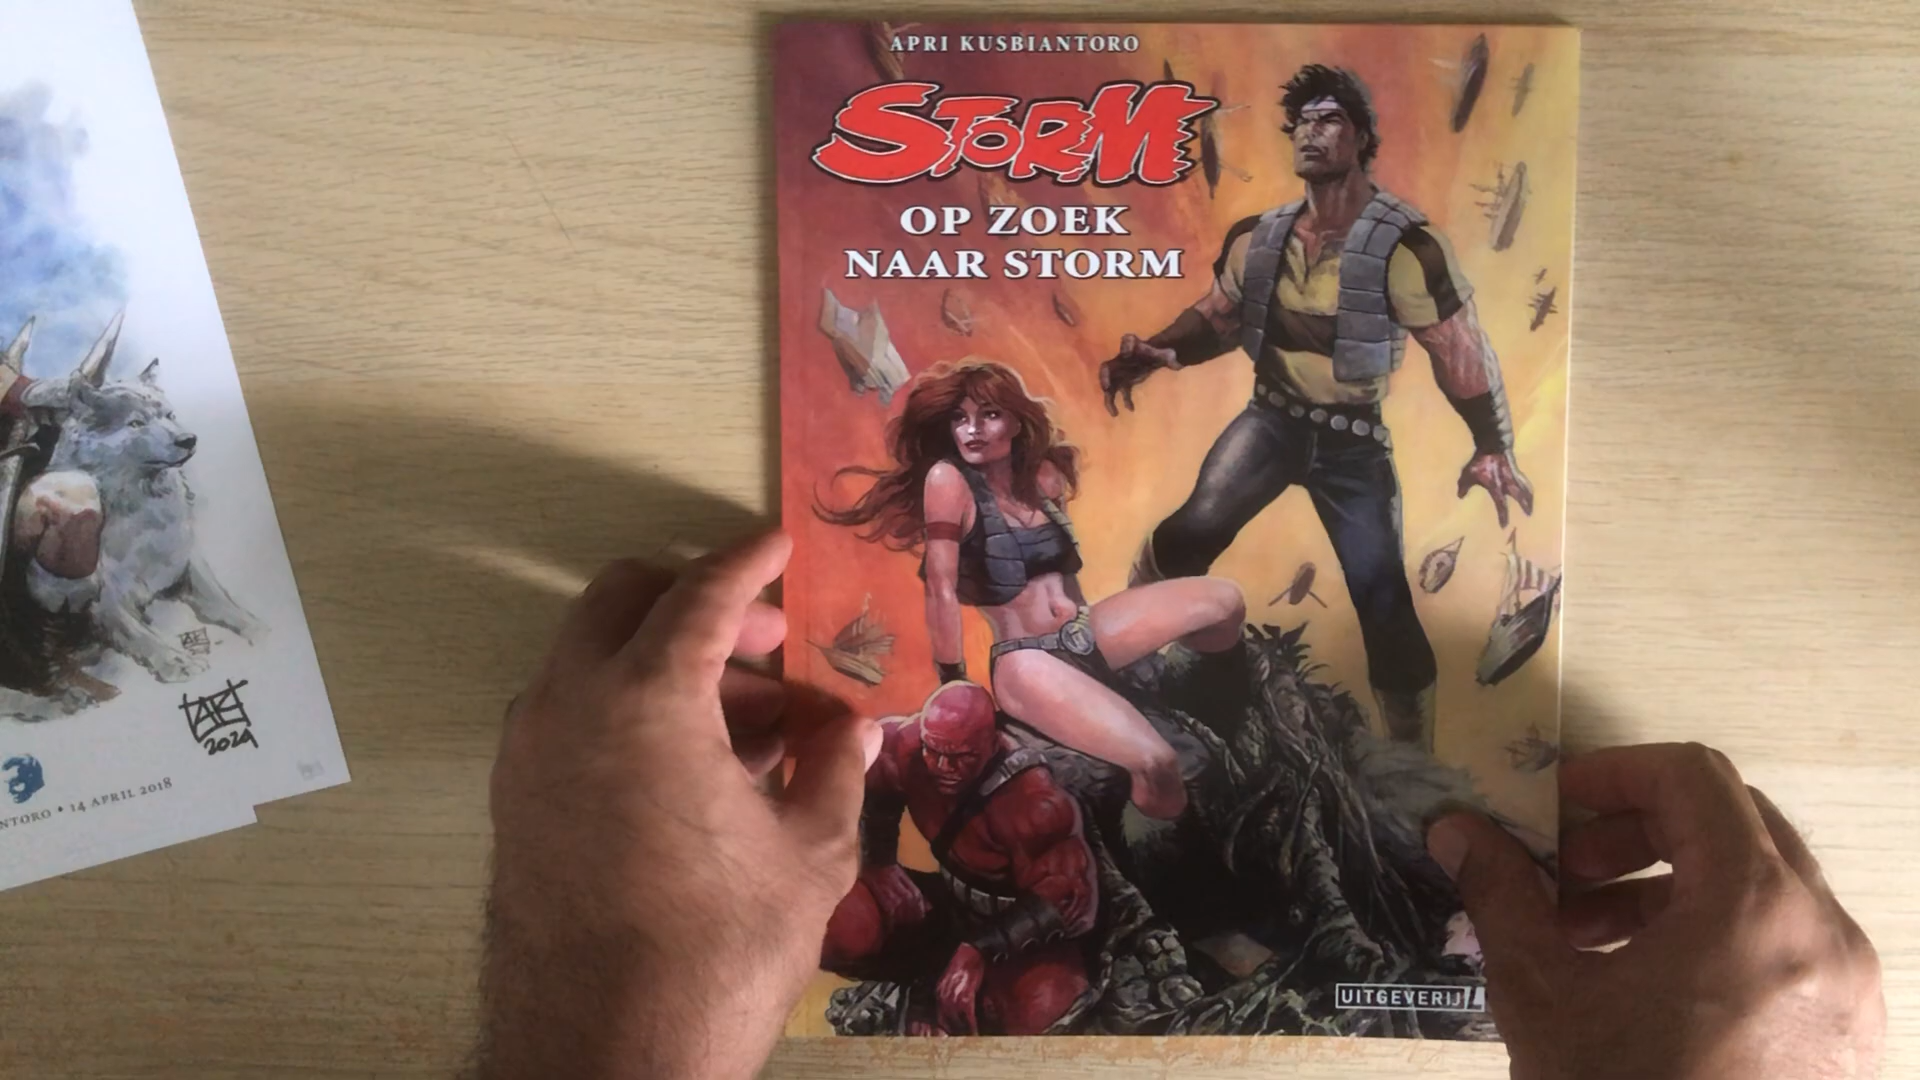 APRI KUSBIANTORO
STORM
OP ZOEK
NAAR STORM
UITGEVERIJ L
2024
NTORO • 14 APRIL 2018